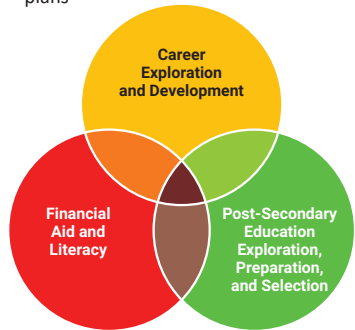 plans
Career
Exploration
and Development
Financial
Aid and
Literacy
Post-Secondary
Education
Exploration,
Preparation,
and Selection